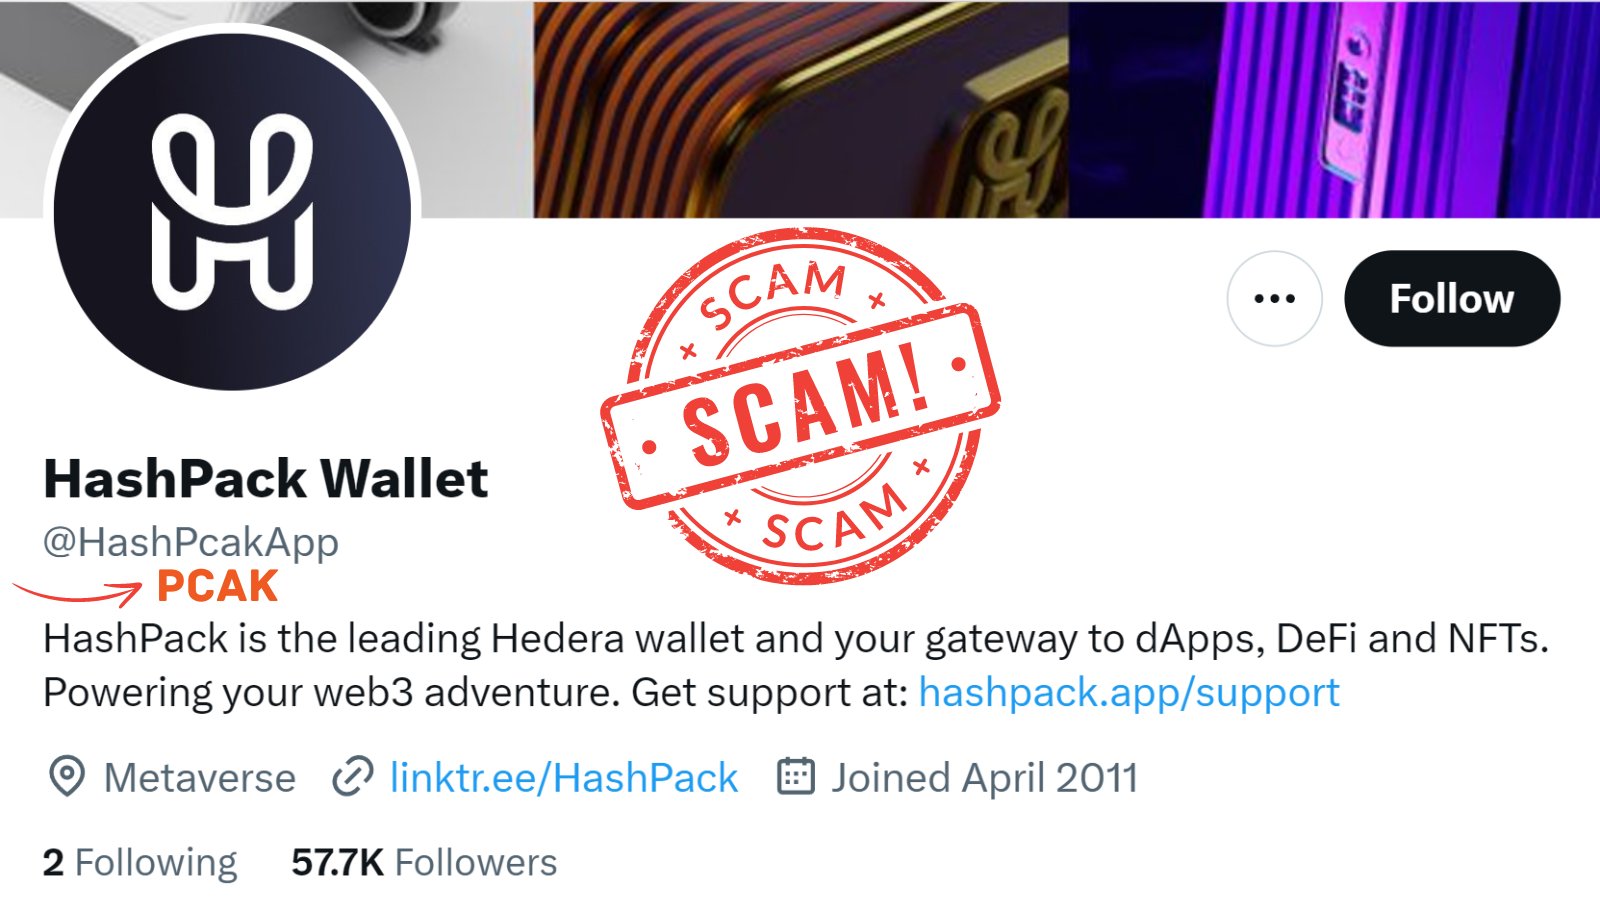 SCAM
SCAM!
SCAM
Follow
HashPack Wallet
@HashPcakApp
PCAK
HashPack is the leading Hedera wallet and your gateway to dApps, DeFi and NFTs.
Powering your web3 adventure. Get support at: hashpack.app/support
Metaverse linktr.ee/HashPack Joined April 2011
2 Following 57.7K Followers